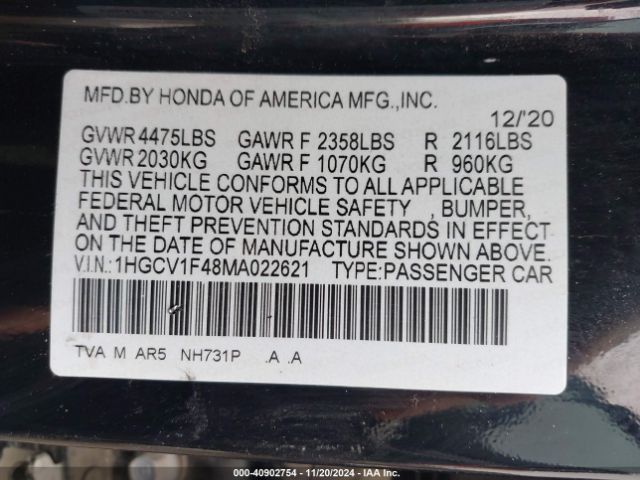 MFD.BY HONDA OF AMERICA MFG.,INC.
12/'20
GVWR 4475LBS GAWR F 2358LBS R 2116LBS
GVWR 2030KG GAWR F 1070KG R 960KG
THIS VEHICLE CONFORMS TO ALL APPLICABLE
FEDERAL MOTOR VEHICLE SAFETY , BUMPER,
AND THEFT PREVENTION STANDARDS IN EFFECT
ON THE DATE OF MANUFACTURE SHOWN ABOVE.
V.I.N.:1HGCV1F48MA022621 TYPE:PASSENGER CAR
TVA M AR5 NH731P .A .A
000-40902754 - 11/20/2024 - IAA Inc.